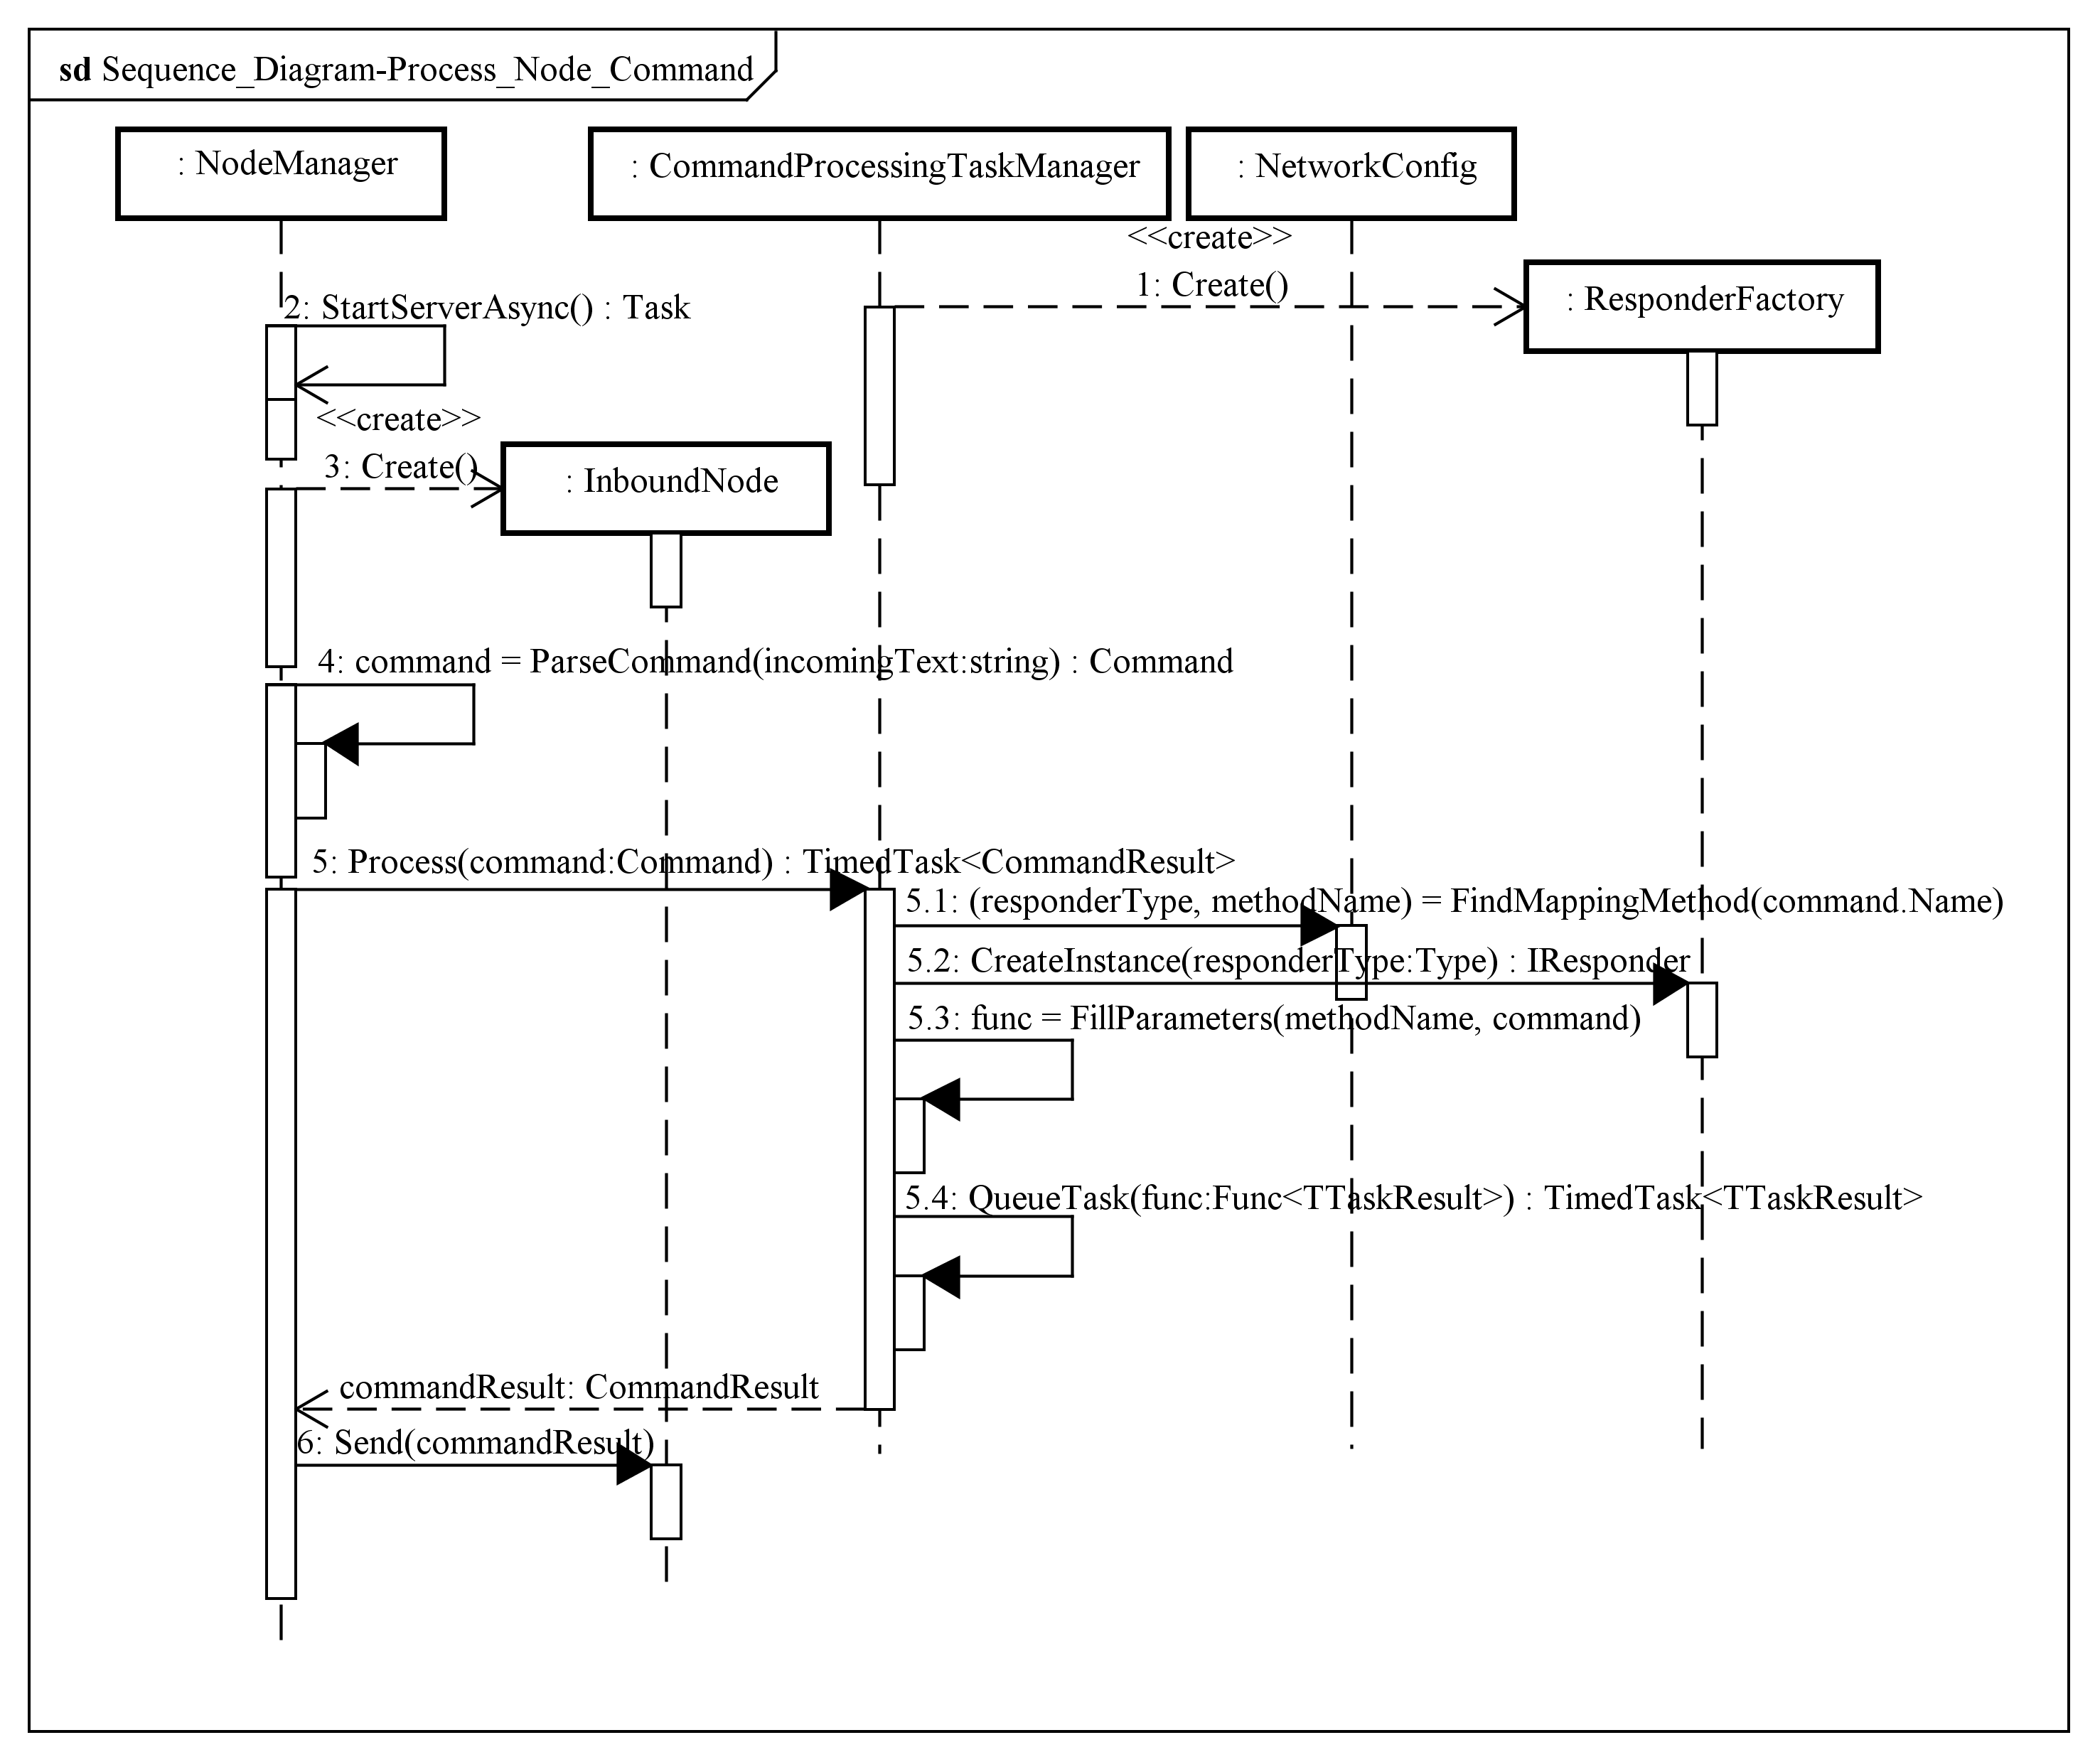 sd Sequence_Diagram-Process_Node_Command
: NodeManager
: CommandProcessingTaskManager
: NetworkConfig
<<create>>
1: Create()
: ResponderFactory
2: StartServerAsync() : Task
<<create>>
3: Create()
: InboundNode
4: command = ParseCommand(incomingText:string) : Command
5: Process(command:Command) : TimedTask<CommandResult>
5.1: (responderType, methodName) = FindMappingMethod(command.Name)
5.2: CreateInstance(responderType:Type) : IResponder
5.3: func = FillParameters(methodName, command)
5.4: QueueTask(func:Func<TTaskResult>) : TimedTask<TTaskResult>
commandResult: CommandResult
6: Send(commandResult)